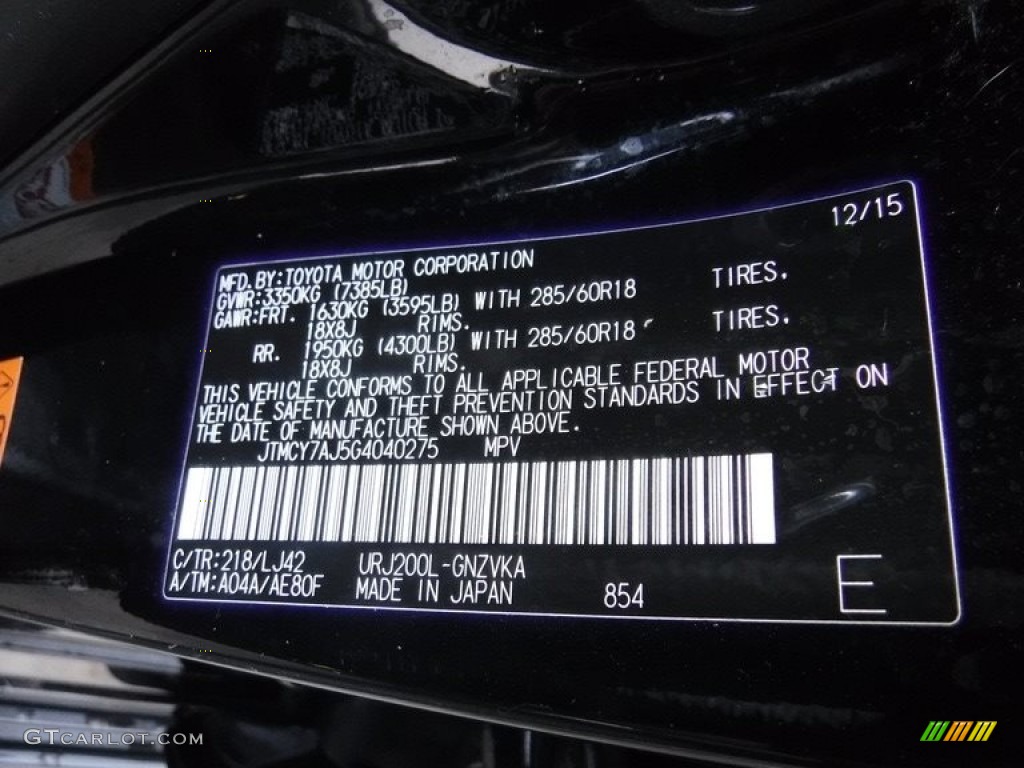 12/15
MFD.BY:TOYOTA MOTOR CORPORATION
GVWR:3350KG (7385LB)
GAWR:FRT. 1630KG (3595LB) WITH 285/60R18 TIRES.
18X8J RIMS.
RR. 1950KG (4300LB) WITH 285/60R18 TIRES.
18X8J RIMS.
THIS VEHICLE CONFORMS TO ALL APPLICABLE FEDERAL MOTOR
VEHICLE SAFETY AND THEFT PREVENTION STANDARDS IN EFFECT ON
THE DATE OF MANUFACTURE SHOWN ABOVE.
JTMCY7AJ5G4040275 MPV
C/TR:218/LJ42 URJ200L-GNZVKA
A/TM:A04A/AE80F MADE IN JAPAN 854 E
GTCARLOT.COM